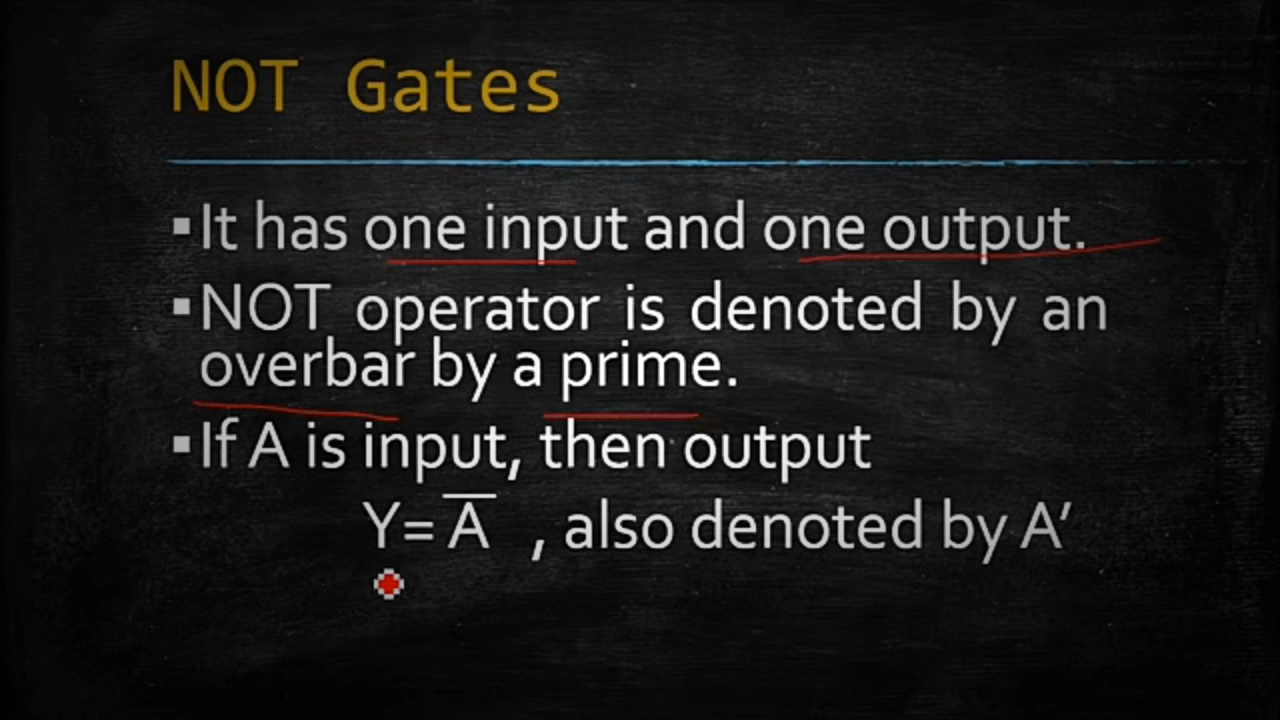 NOT Gates
▪It has one input and one output.
▪NOT operator is denoted by an
overbar by a prime.
▪If A is input, then output
Y=A̅ , also denoted by A′